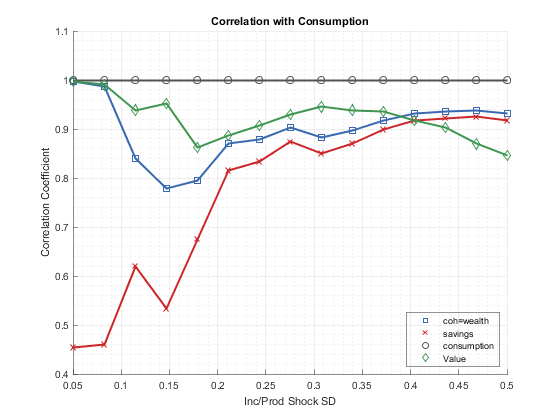 Correlation with Consumption
1.1
1
0.9
0.8
0.7
0.6
0.5
0.4
Correlation Coefficient
0.05
0.1
0.15
0.2
0.25
0.3
0.35
0.4
0.45
0.5
Inc/Prod Shock SD
coh=wealth
savings
consumption
Value